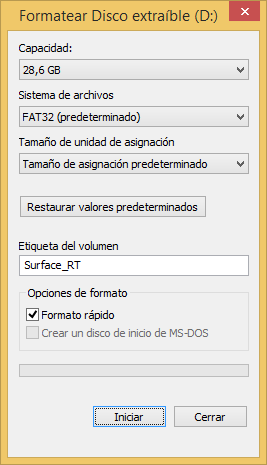 Formatear Disco extraíble (D:)
Capacidad:
28,6 GB
Sistema de archivos
FAT32 (predeterminado)
Tamaño de unidad de asignación
Tamaño de asignación predeterminado
Restaurar valores predeterminados
Etiqueta del volumen
Surface_RT
Opciones de formato
Formato rápido
Crear un disco de inicio de MS-DOS
Iniciar
Cerrar